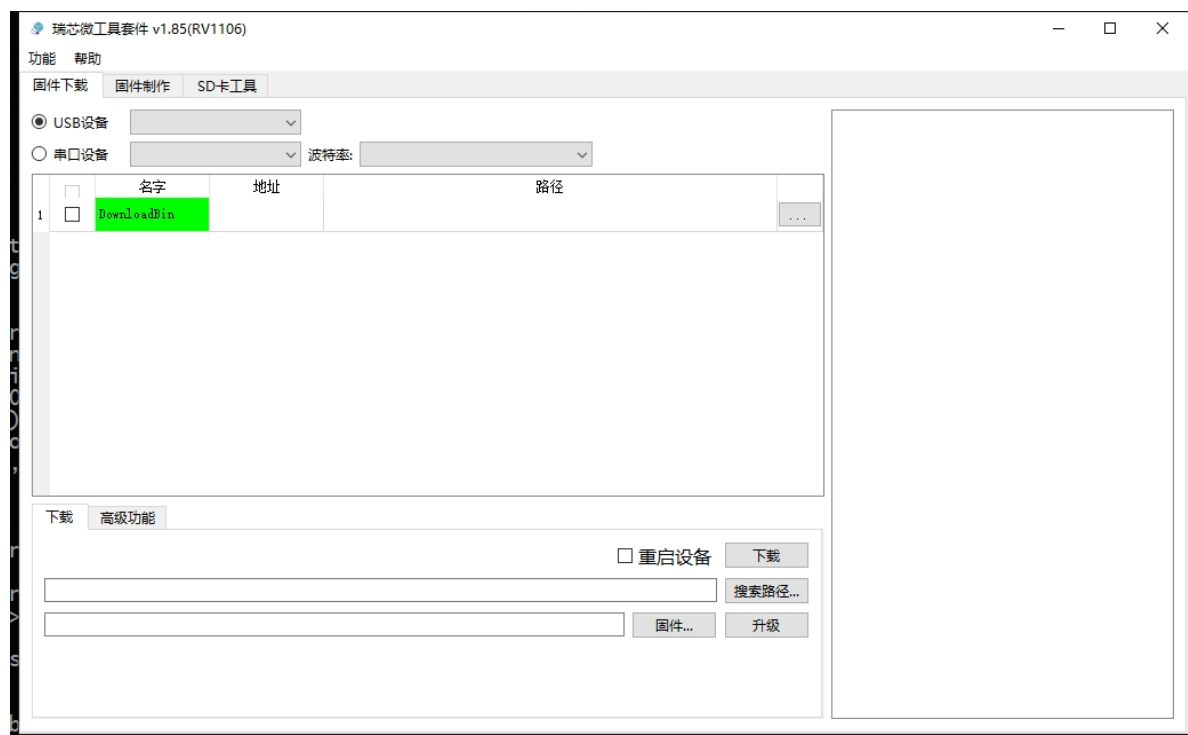 瑞芯微工具套件 v1.85(RV1106)
功能 帮助
固件下载 固件制作 SD卡工具
USB设备
串口设备 波特率:
名字 地址 路径
1 DownloadBin ...
下载 高级功能
重启设备 下载
搜索路径...
固件... 升级